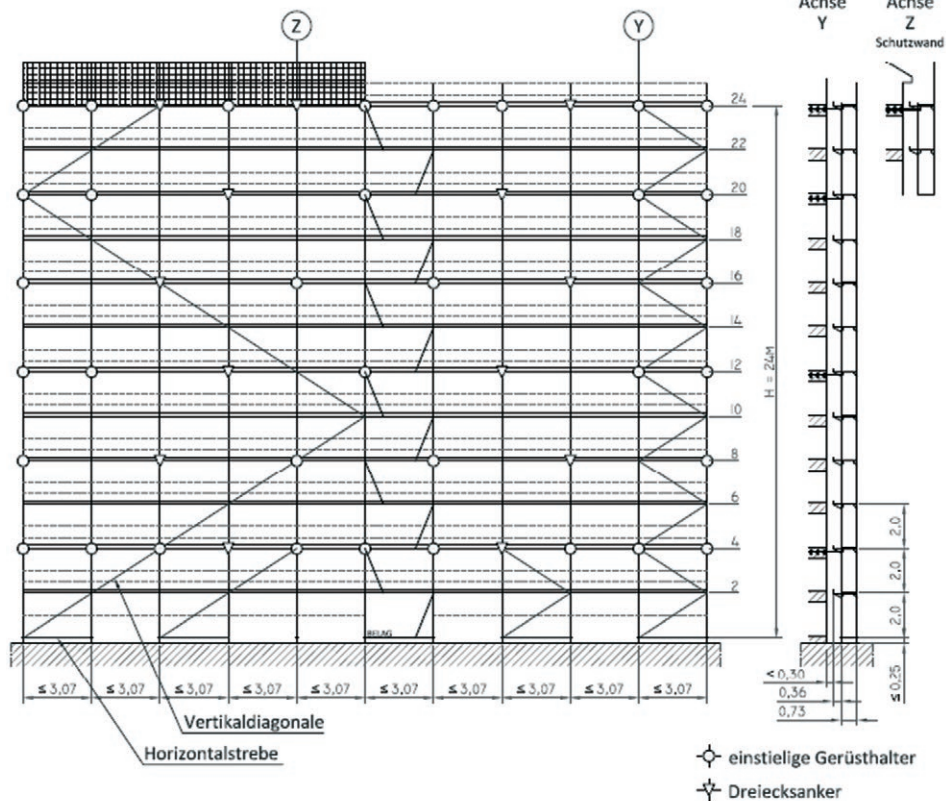 Achse Achse
Y Z
Schutzwand
Z Y
24
22
20
18
16
14
12
10
8
6
4
2
H = 24M
2.0
2.0
2.0
BELAG
≤ 3,07 ≤ 3,07 ≤ 3,07 ≤ 3,07 ≤ 3,07 ≤ 3,07 ≤ 3,07 ≤ 3,07 ≤ 3,07 ≤ 3,07
≤ 0,30
0,36
0,73
≤ 0,25
Vertikaldiagonale
Horizontalstrebe
einstielige Gerüsthalter
Dreiecksanker